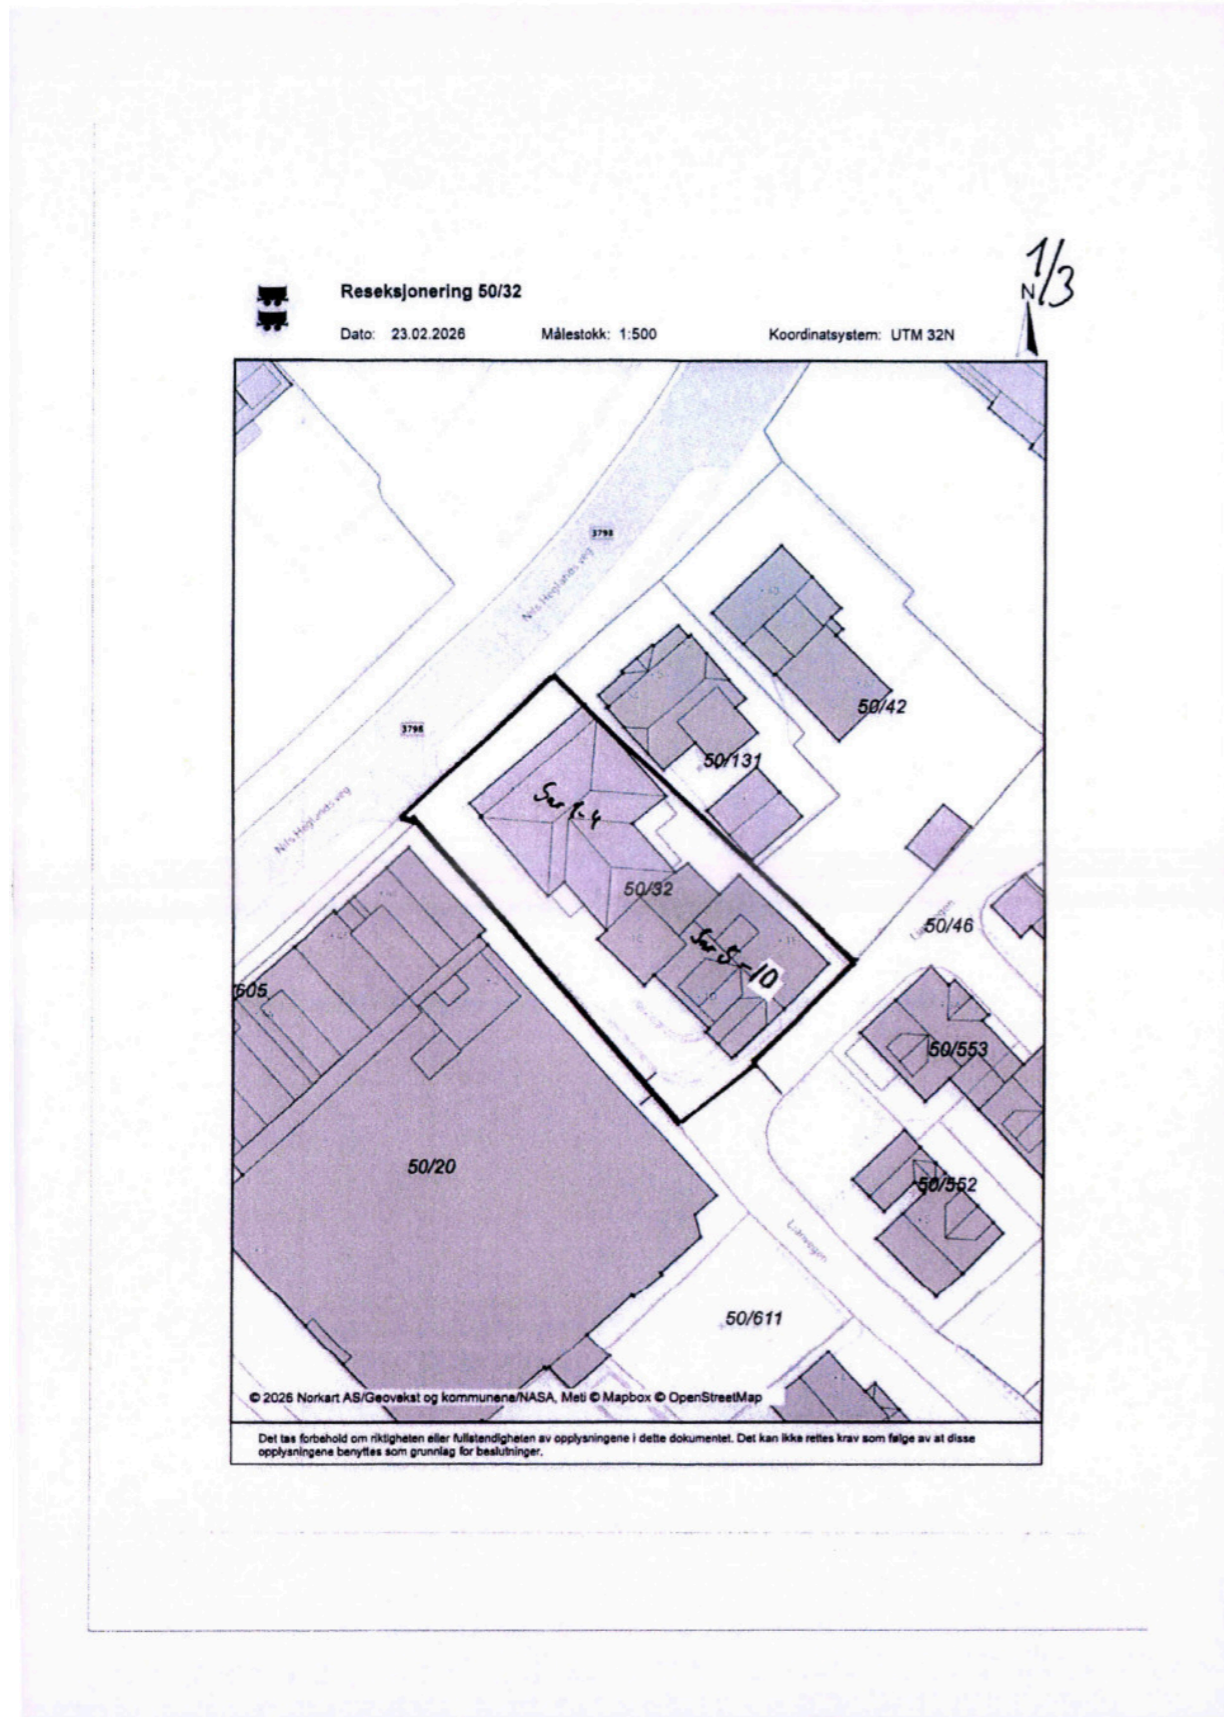 1/3
Reseksjonering 50/32
N
Dato: 23.02.2026 Målestokk: 1:500 Koordinatsystem: UTM 32N
3798
Nils Heglands veg
50/42
3798
50/131
Snr 1-4
Nils Heglands veg
50/32
50/46
Snr 5-10
605
50/553
50/20
50/552
Lianvegen
50/611
© 2026 Norkart AS/Geovekst og kommunene/NASA, Meti © Mapbox © OpenStreetMap
Det tas forbehold om riktigheten eller fullstendigheten av opplysningene i dette dokumentet. Det kan ikke rettes krav som følge av at disse
opplysningene benyttes som grunnlag for beslutninger.